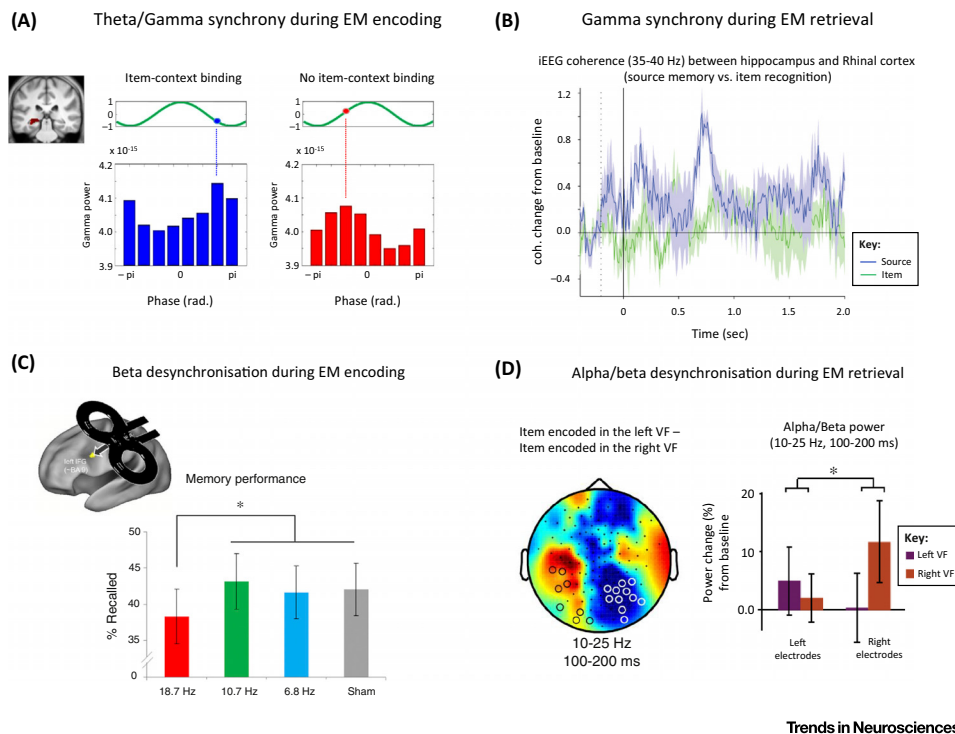 (A)
Theta/Gamma synchrony during EM encoding
Item-context binding
No item-context binding
1
0
−1
1
0
−1
x 10⁻¹⁵
x 10⁻¹⁵
4.2
4.1
4.0
3.9
Gamma power
4.2
4.1
4.0
3.9
Gamma power
– pi
0
pi
– pi
0
pi
Phase (rad.)
Phase (rad.)
(B)
Gamma synchrony during EM retrieval
iEEG coherence (35-40 Hz) between hippocampus and Rhinal cortex
(source memory vs. item recognition)
coh. change from baseline
1.2
0.8
0.4
0.0
−0.4
0
0.5
1.0
1.5
2.0
Time (sec)
Key:
Source
Item
(C)
Beta desynchronisation during EM encoding
left IFG
Memory performance
*
% Recalled
50
45
40
35
0
18.7 Hz
10.7 Hz
6.8 Hz
Sham
(D)
Alpha/beta desynchronisation during EM retrieval
Item encoded in the left VF –
Item encoded in the right VF
10-25 Hz
100-200 ms
Alpha/Beta power
(10-25 Hz, 100-200 ms)
*
Power change (%)
from baseline
20
10
0.0
Left
electrodes
Right
electrodes
Key:
Left VF
Right VF
Trends in Neurosciences